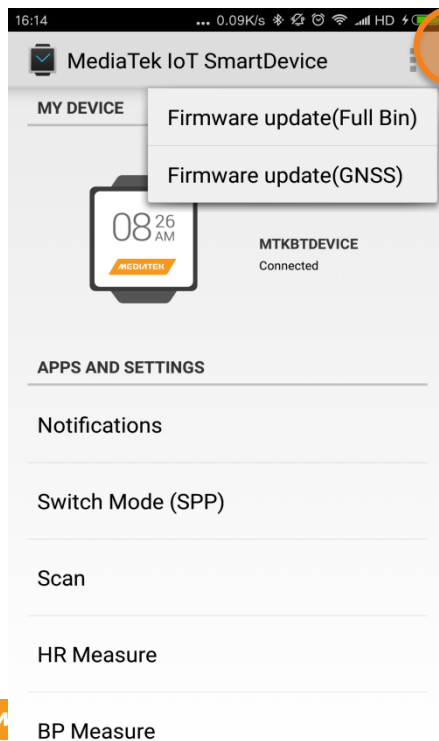 16:14 ... 0.09K/s HD
MediaTek IoT SmartDevice
MY DEVICE
Firmware update(Full Bin)
Firmware update(GNSS)
08 26
AM
MEDIATEK
MTKBTDEVICE
Connected
APPS AND SETTINGS
Notifications
Switch Mode (SPP)
Scan
HR Measure
BP Measure